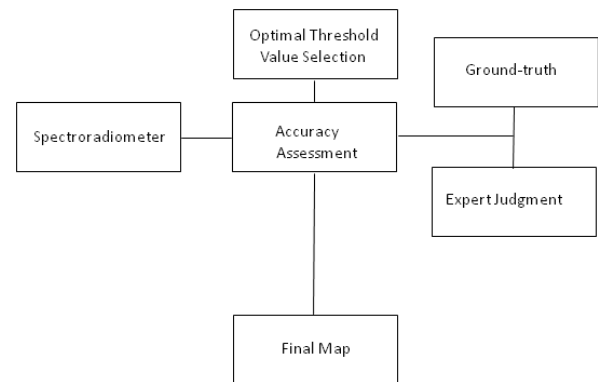 Optimal Threshold
Value Selection
Ground-truth
Spectroradiometer
Accuracy
Assessment
Expert Judgment
Final Map